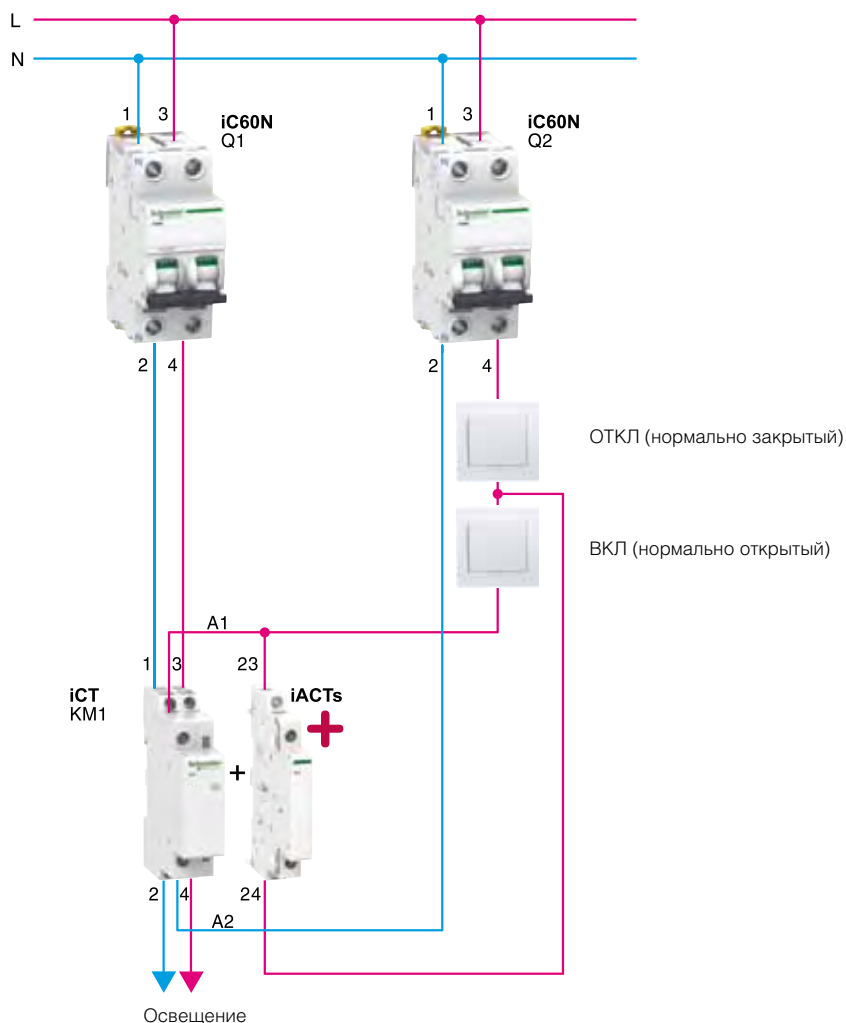 L
N
1 3
iC60N
Q1
1 3
iC60N
Q2
2 4
2 4
ОТКЛ (нормально закрытый)
ВКЛ (нормально открытый)
A1
1 3
23
iCT
KM1
iACTs
+
2 4
24
A2
Освещение